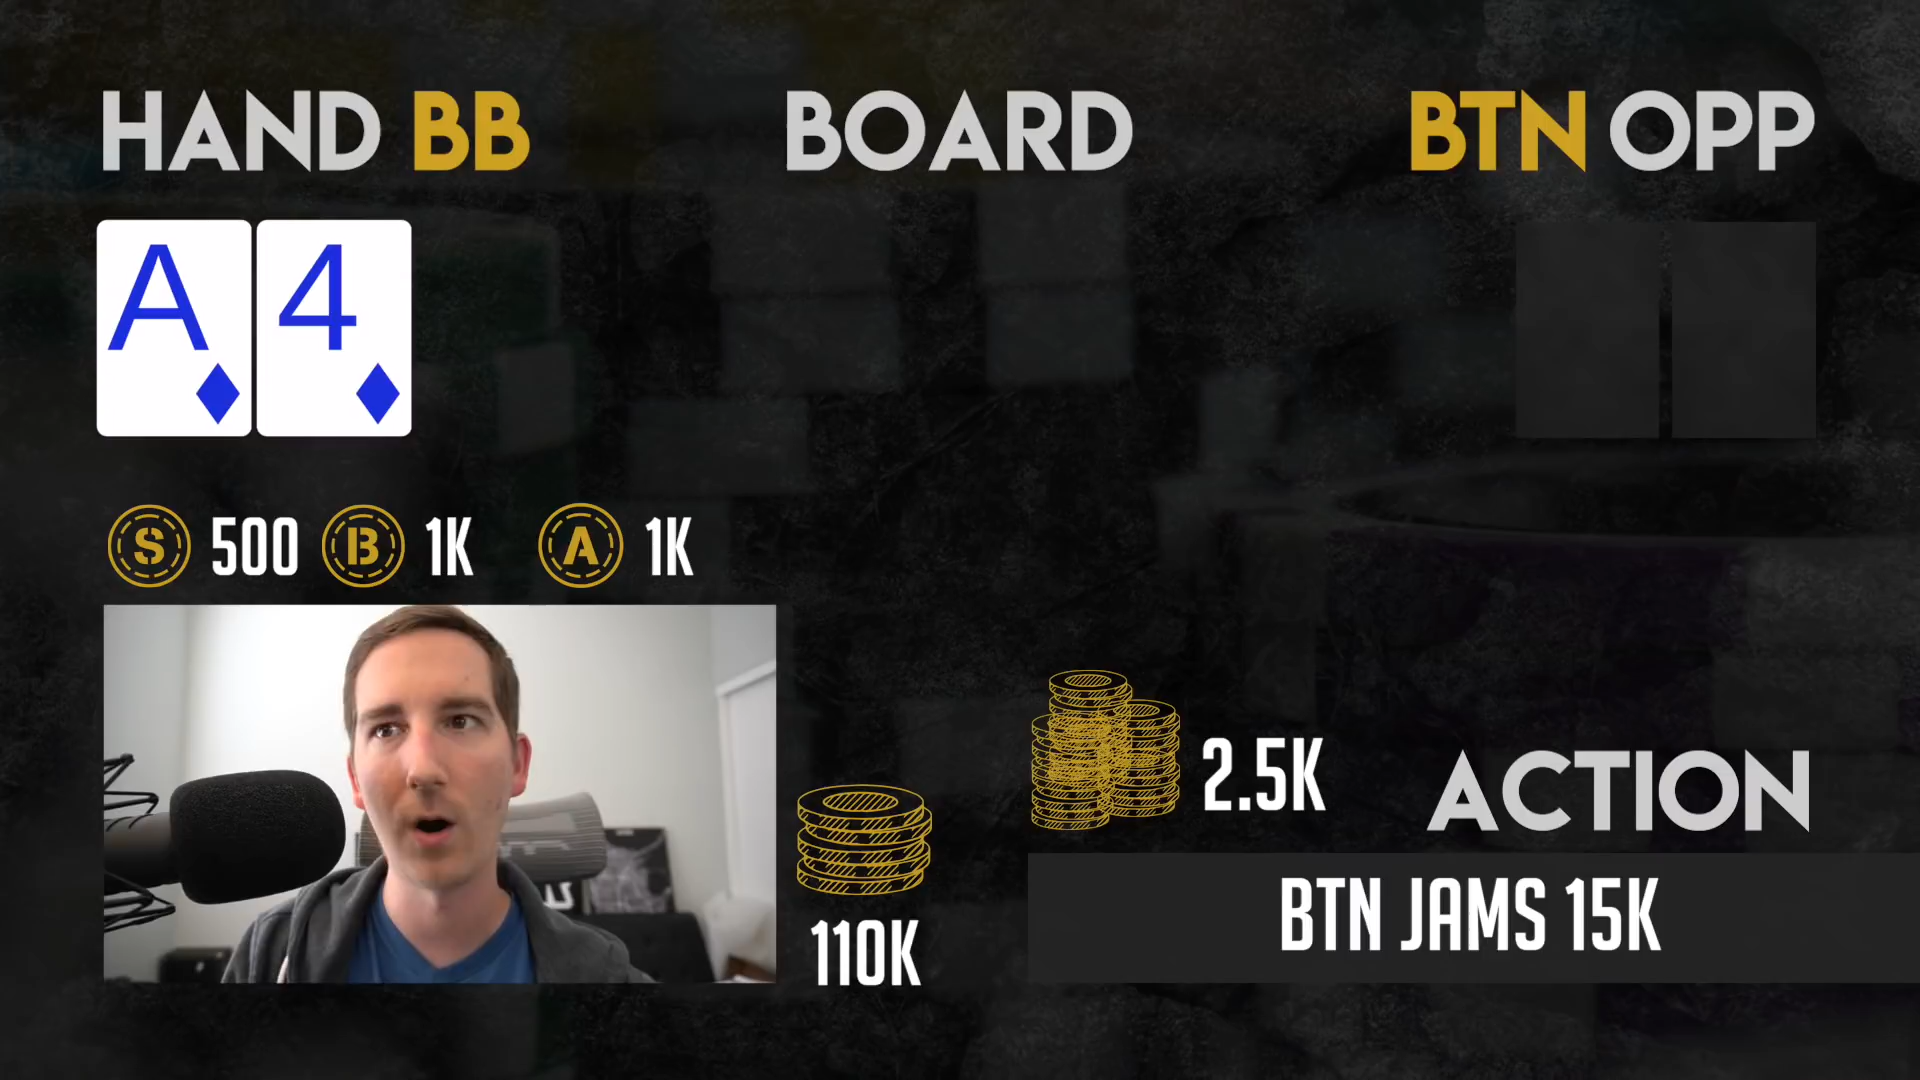 HAND BB
BOARD
BTN OPP
A 4
S 500 B 1K A 1K
2.5K
ACTION
110K
BTN JAMS 15K